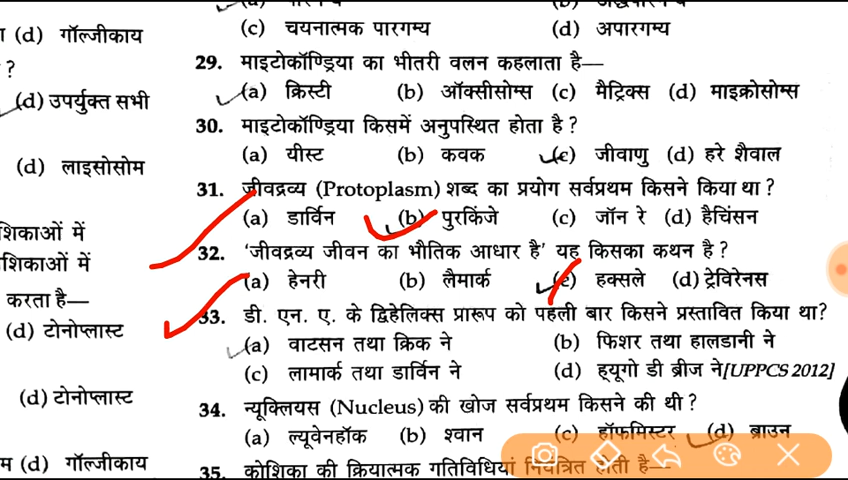 ा (d) गॉल्जीकाय
?
(d) उपर्युक्त सभी
(d) लाइसोसोम
शिकाओं में
शिकाओं में
करता है—
(d) टोनोप्लास्ट
(d) टोनोप्लास्ट
म (d) गॉल्जीकाय
(c) चयनात्मक पारगम्य (d) अपारगम्य
29. माइटोकॉण्ड्रिया का भीतरी वलन कहलाता है—
(a) क्रिस्टी (b) ऑक्सीसोम्स (c) मैट्रिक्स (d) माइक्रोसोम्स
30. माइटोकॉण्ड्रिया किसमें अनुपस्थित होता है ?
(a) यीस्ट (b) कवक (c) जीवाणु (d) हरे शैवाल
31. जीवद्रव्य (Protoplasm) शब्द का प्रयोग सर्वप्रथम किसने किया था ?
(a) डार्विन (b) पुरकिंजे (c) जॉन रे (d) हैचिंसन
32. 'जीवद्रव्य जीवन का भौतिक आधार है' यह किसका कथन है ?
(a) हेनरी (b) लैमार्क (c) हक्सले (d) ट्रेविरेनस
33. डी. एन. ए. के द्विहेलिक्स प्रारूप को पहली बार किसने प्रस्तावित किया था?
(a) वाटसन तथा क्रिक ने (b) फिशर तथा हालडानी ने
(c) लामार्क तथा डार्विन ने (d) ह्यूगो डी ब्रीज ने [UPPCS 2012]
34. न्यूक्लियस (Nucleus) की खोज सर्वप्रथम किसने की थी ?
(a) ल्यूवेनहॉक (b) श्वान (c) हॉफमिस्टर (d) ब्राउन
35. कोशिका की क्रियात्मक गतिविधियां नियंत्रित होती है—